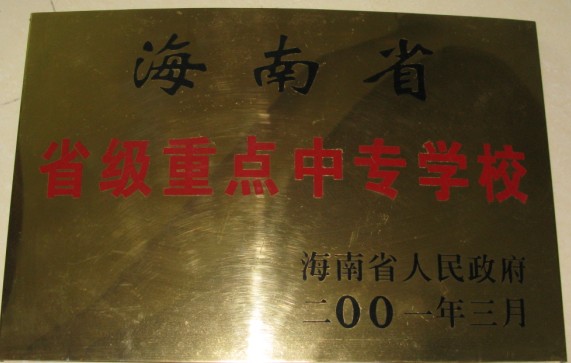 海南省
省级重点中专学校
海南省人民政府
二00一年三月